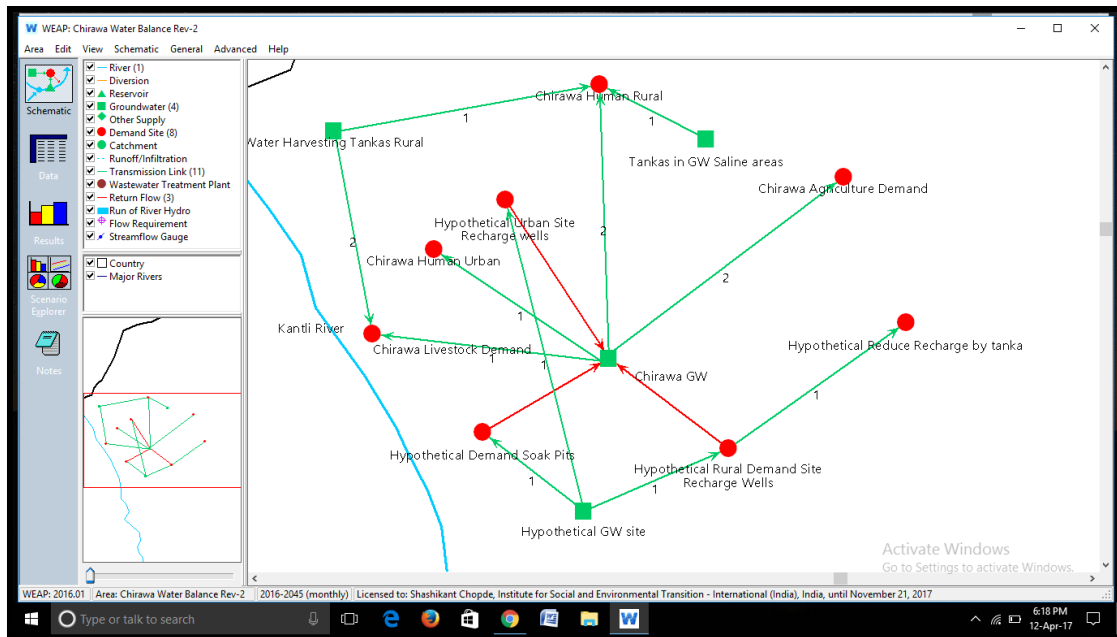 WEAP: Chirawa Water Balance Rev-2
Area Edit View Schematic General Advanced Help
Schematic
Data
Results
Scenario
Explorer
Notes
River (1)
Diversion
Reservoir
Groundwater (4)
Other Supply
Demand Site (8)
Catchment
Runoff/Infiltration
Transmission Link (11)
Wastewater Treatment Plant
Return Flow (3)
Run of River Hydro
Flow Requirement
Streamflow Gauge
Country
Major Rivers
Chirawa Human Rural
1
1
Water Harvesting Tankas Rural
Tankas in GW Saline areas
Chirawa Agriculture Demand
Hypothetical Urban Site
Recharge wells
2
2
Chirawa Human Urban
2
1
Kantli River
Chirawa Livestock Demand
1
1
Hypothetical Reduce Recharge by tanka
Chirawa GW
1
Hypothetical Demand Soak Pits
Hypothetical Rural Demand Site
Recharge Wells
1
1
Hypothetical GW site
Activate Windows
Go to Settings to activate Windows.
WEAP: 2016.01 Area: Chirawa Water Balance Rev-2 2016-2045 (monthly) Licensed to: Shashikant Chopde, Institute for Social and Environmental Transition - International (India), India, until November 21, 2017
Type or talk to search
6:18 PM
12-Apr-17